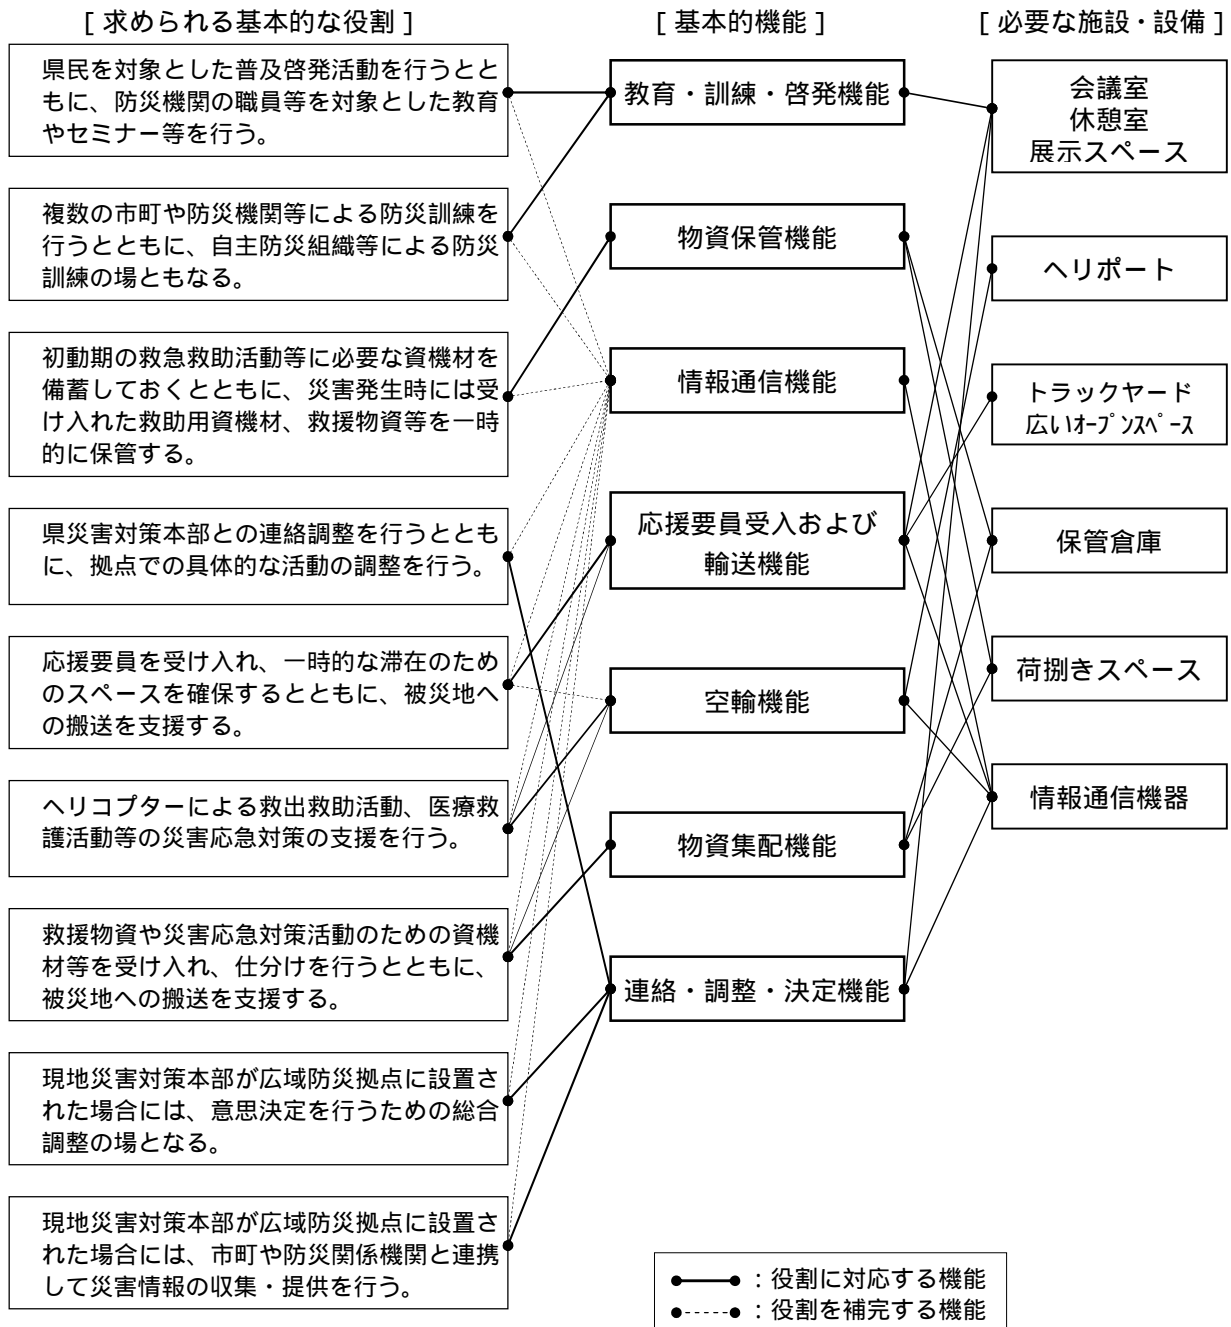 [ 求められる基本的な役割 ]
県民を対象とした普及啓発活動を行うとと
もに、防災機関の職員等を対象とした教育
やセミナー等を行う。
複数の市町や防災機関等による防災訓練を
行うとともに、自主防災組織等による防災
訓練の場ともなる。
初動期の救急救助活動等に必要な資機材を
備蓄しておくとともに、災害発生時には受
け入れた救助用資機材、救援物資等を一時
的に保管する。
県災害対策本部との連絡調整を行うととも
に、拠点での具体的な活動の調整を行う。
応援要員を受け入れ、一時的な滞在のため
のスペースを確保するとともに、被災地へ
の搬送を支援する。
ヘリコプターによる救出救助活動、医療救
護活動等の災害応急対策の支援を行う。
救援物資や災害応急対策活動のための資機
材等を受け入れ、仕分けを行うとともに、
被災地への搬送を支援する。
現地災害対策本部が広域防災拠点に設置さ
れた場合には、意思決定を行うための総合
調整の場となる。
現地災害対策本部が広域防災拠点に設置さ
れた場合には、市町や防災関係機関と連携
して災害情報の収集・提供を行う。
[ 基本的機能 ]
教育・訓練・啓発機能
物資保管機能
情報通信機能
応援要員受入および
輸送機能
空輸機能
物資集配機能
連絡・調整・決定機能
[ 必要な施設・設備 ]
会議室
休憩室
展示スペース
ヘリポート
トラックヤード
広いｵｰﾌﾟﾝｽﾍﾟｰｽ
保管倉庫
荷捌きスペース
情報通信機器
：役割に対応する機能
：役割を補完する機能